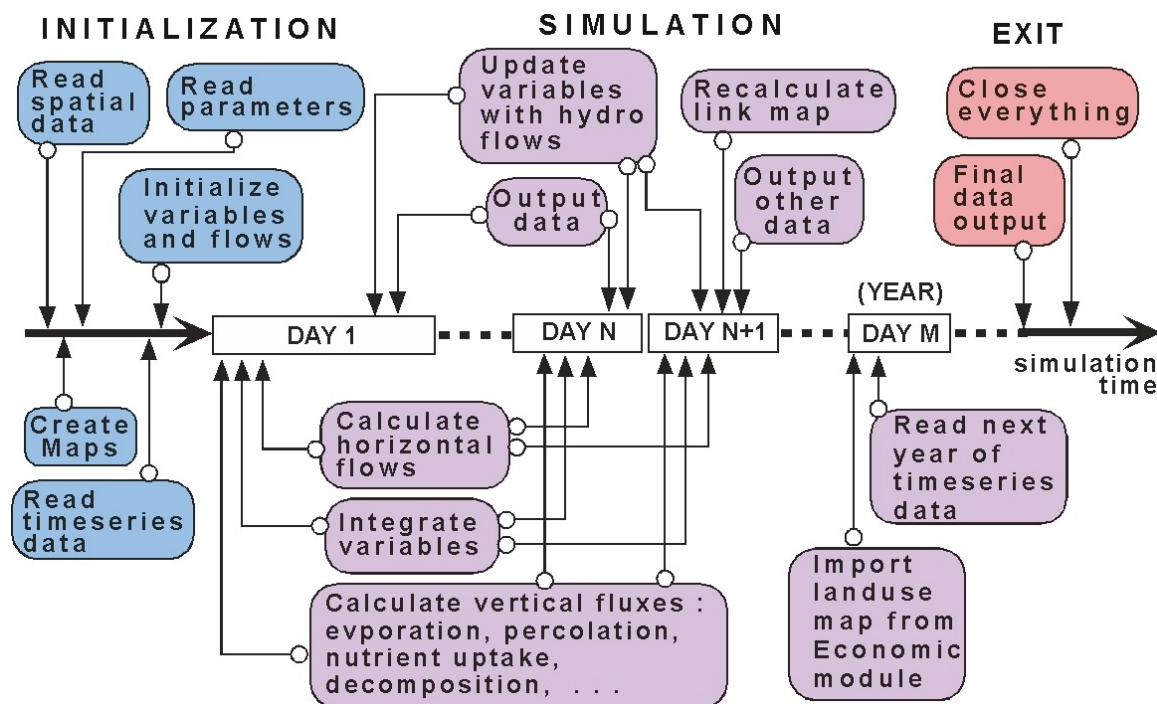 INITIALIZATION
SIMULATION
EXIT
Read
spatial
data
Read
parameters
Initialize
variables
and flows
Update
variables
with hydro
flows
Output
data
Recalculate
link map
Output
other
data
Close
everything
Final
data
output
DAY 1
DAY N
DAY N+1
(YEAR)
DAY M
simulation
time
Create
Maps
Read
timeseries
data
Calculate
horizontal
flows
Integrate
variables
Calculate vertical fluxes :
evporation, percolation,
nutrient uptake,
decomposition, . . .
Read next
year of
timeseries
data
Import
landuse
map from
Economic
module